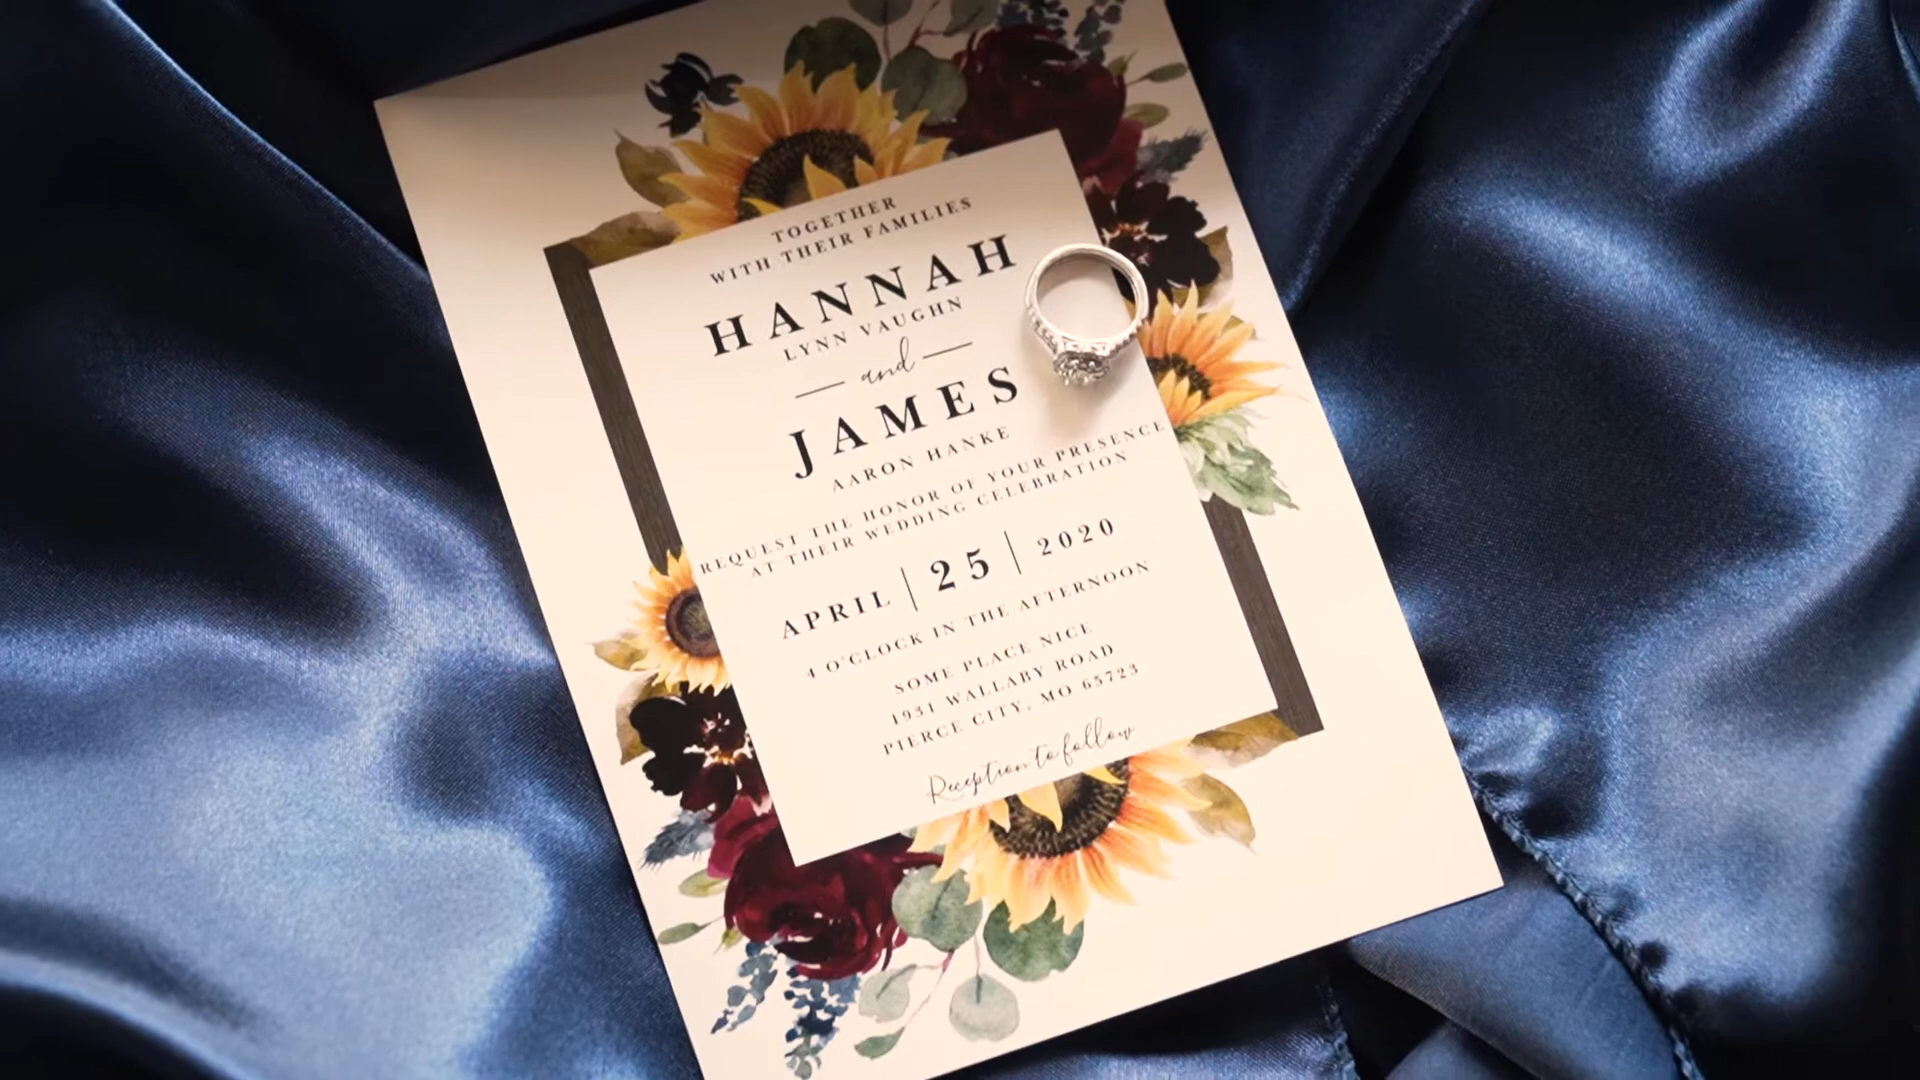 TOGETHER
WITH THEIR FAMILIES
HANNAH
LYNN VAUGHN
and
JAMES
AARON HANKE
REQUEST THE HONOR OF YOUR PRESENCE
AT THEIR WEDDING CELEBRATION
APRIL | 25 | 2020
4 O'CLOCK IN THE AFTERNOON
SOME PLACE NICE
1931 WALLABY ROAD
PIERCE CITY, MO 65723
Reception to follow